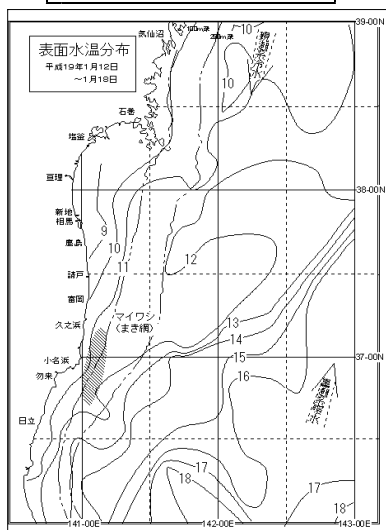 39-00N
気仙沼
100m深
200m深
10
表面水温分布
平成19年1月12日
～1月18日
10
石巻
塩釜
亘理
38-00N
新地
相馬
9
鹿島
10
11
12
請戸
富岡
マイワシ
(まき網)
13
久之浜
14
15
37-00N
小名浜
勿来
16
日立
17
18
17
18
141-00E
142-00E
143-00E